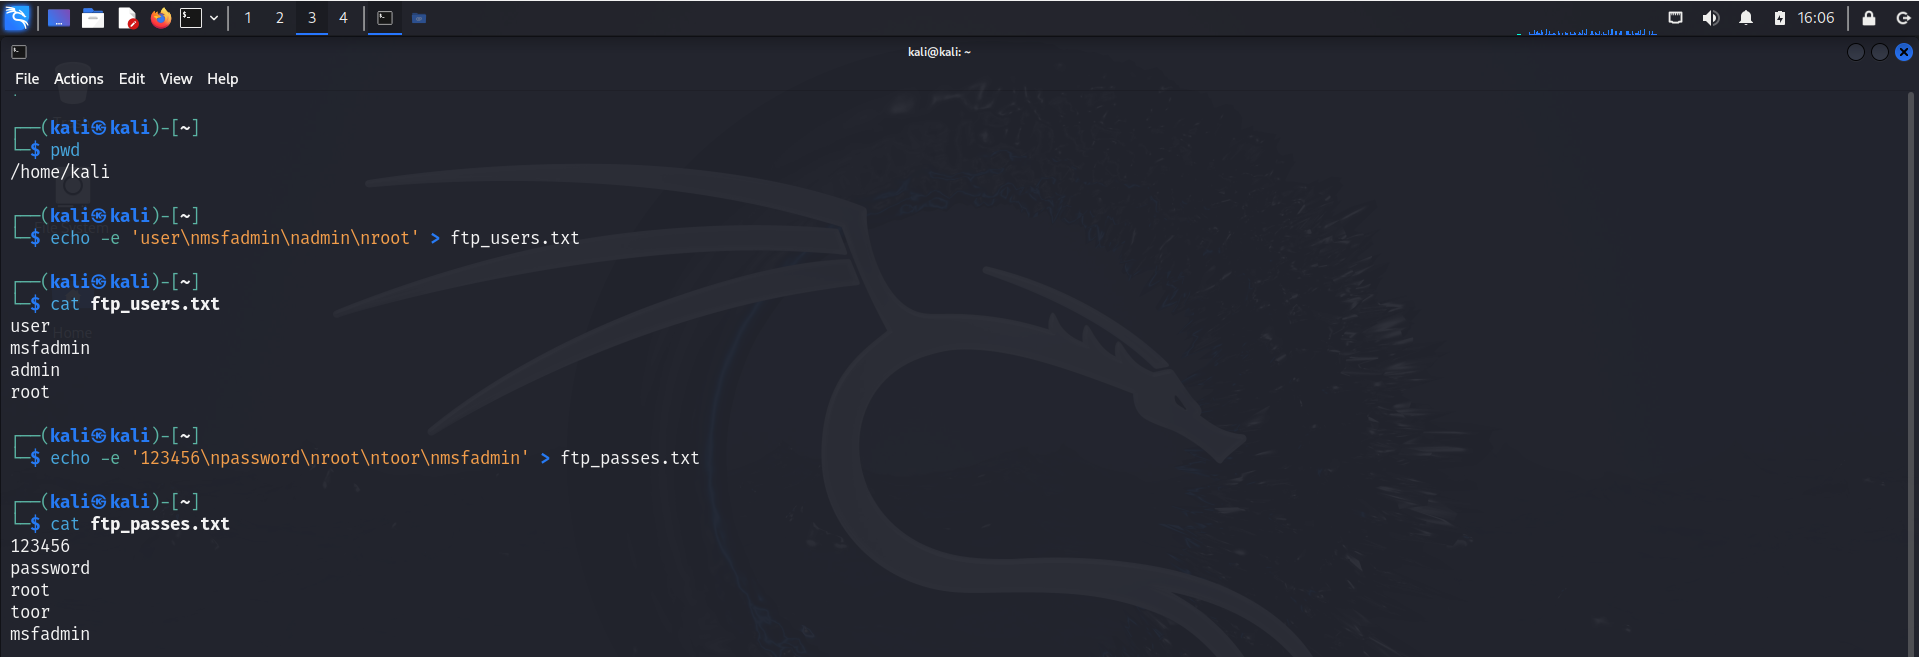 1 2 3 4 16:06
kali@kali: ~
File Actions Edit View Help
┌──(kali㉿kali)-[~]
└─$ pwd
/home/kali
┌──(kali㉿kali)-[~]
└─$ echo -e 'user\nmsfadmin\nadmin\nroot' > ftp_users.txt
┌──(kali㉿kali)-[~]
└─$ cat ftp_users.txt
user
Home
msfadmin
admin
root
┌──(kali㉿kali)-[~]
└─$ echo -e '123456\npassword\nroot\ntoor\nmsfadmin' > ftp_passes.txt
┌──(kali㉿kali)-[~]
└─$ cat ftp_passes.txt
123456
password
root
toor
msfadmin